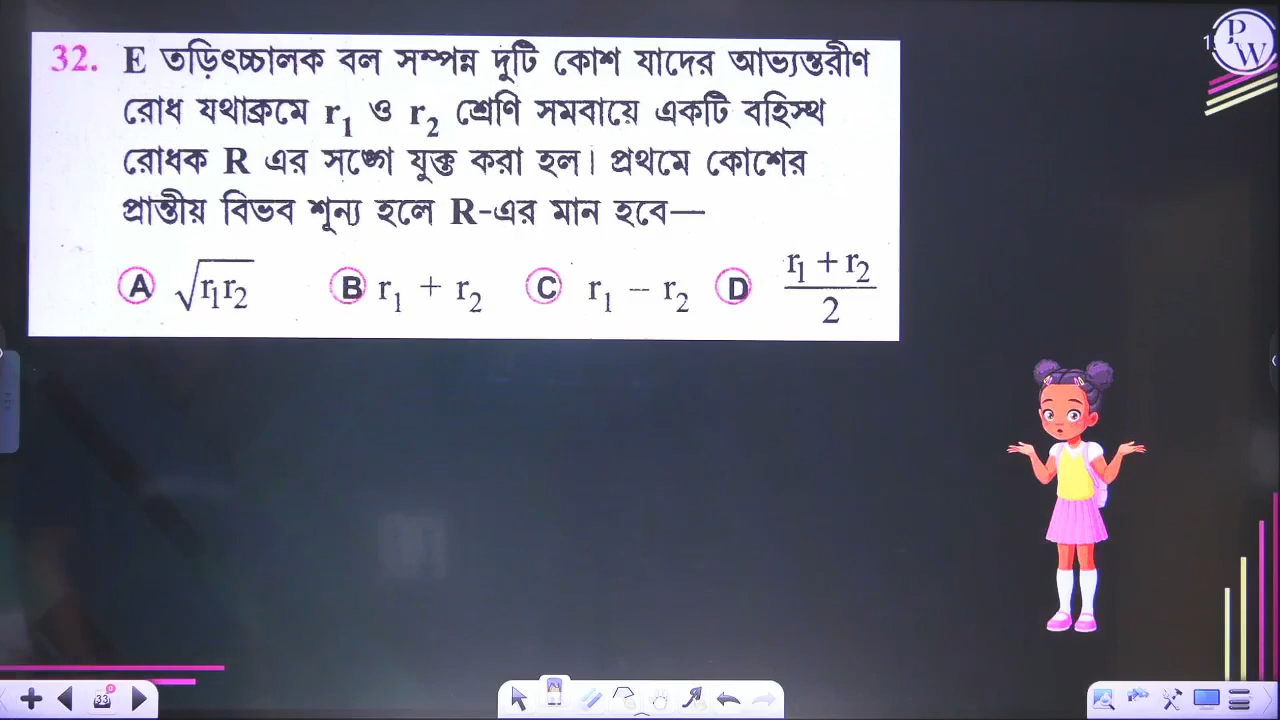 32. E তড়িৎচ্চালক বল সম্পন্ন দুটি কোশ যাদের আভ্যন্তরীণ
রোধ যথাক্রমে r₁ ও r₂ শ্রেণি সমবায়ে একটি বহিস্থ
রোধক R এর সঙ্গে যুক্ত করা হল। প্রথমে কোশের
প্রান্তীয় বিভব শূন্য হলে R-এর মান হবে—
A √r₁r₂ B r₁ + r₂ C r₁ − r₂ D (r₁ + r₂)/2
PW
33